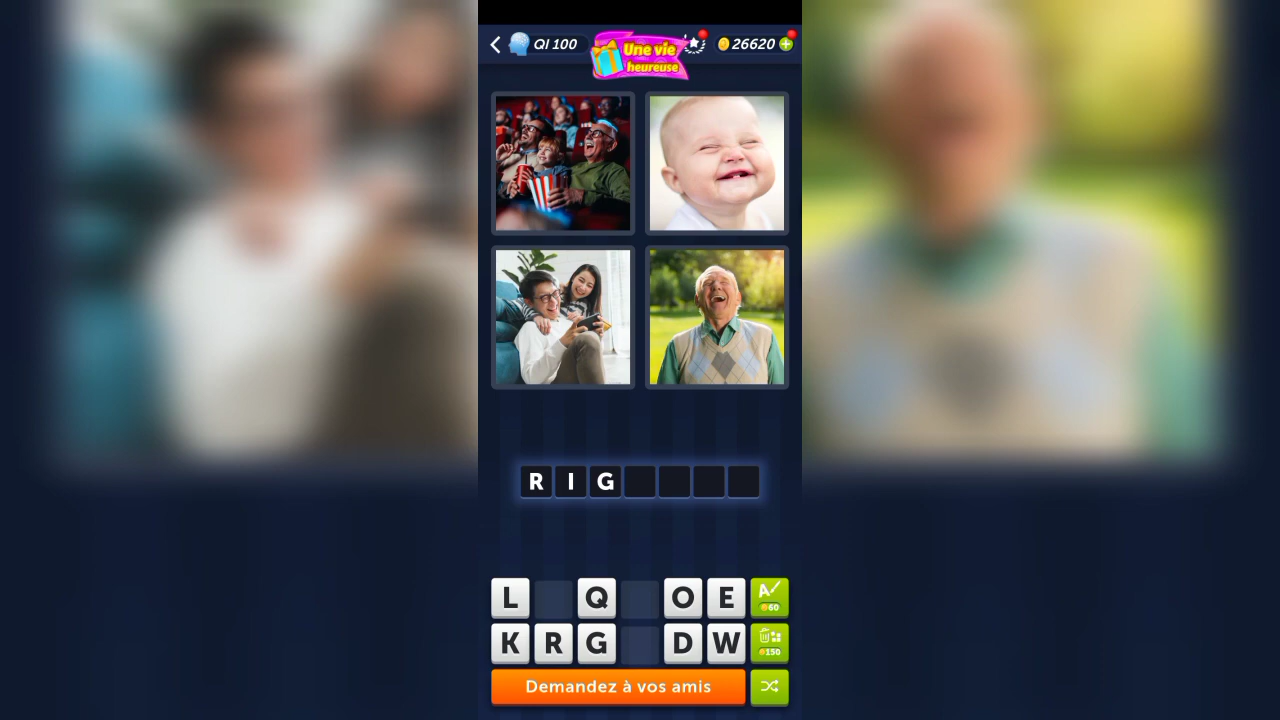 QI 100
Une vie
heureuse
26620
R I G
L Q O E
60
K R G D W
150
Demandez à vos amis